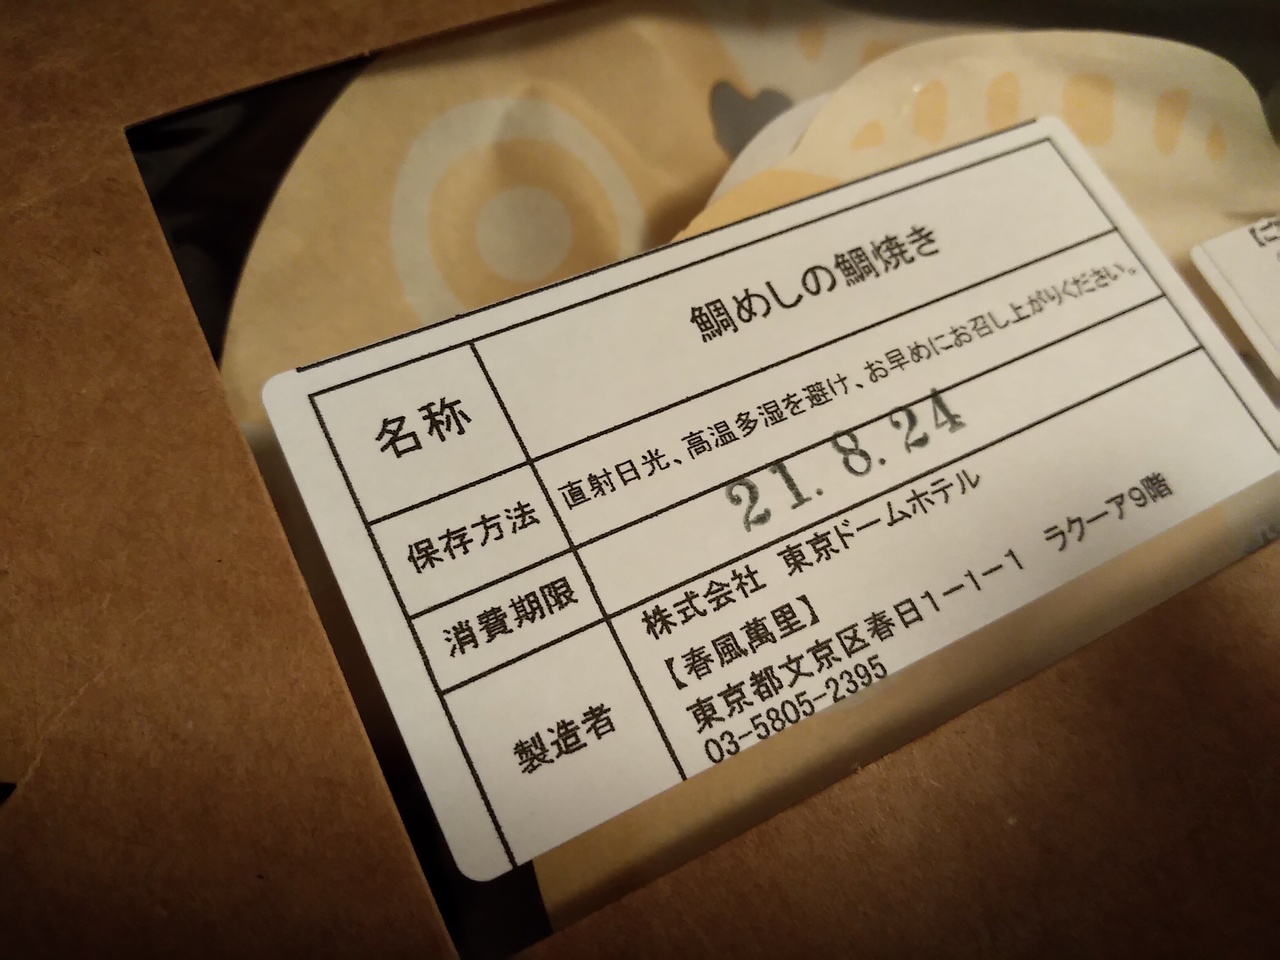 名称
鯛めしの鯛焼き
保存方法
直射日光、高温多湿を避け、お早めにお召し上がりください。
消費期限
21. 8. 24
製造者
株式会社 東京ドームホテル
【春風萬里】
東京都文京区春日1-1-1 ラクーア9階
03-5805-2395
【ご